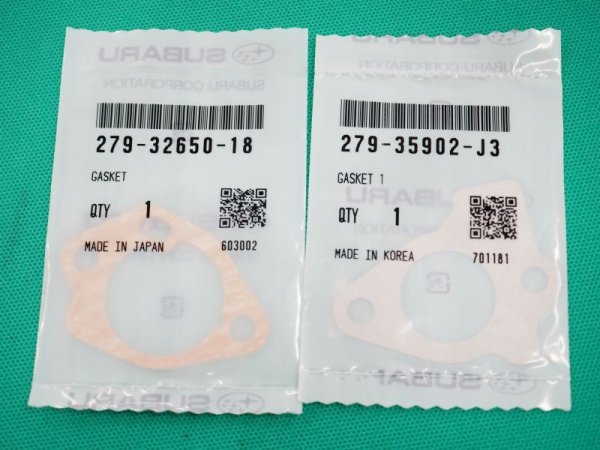 SUBARU
SUBARU CORPORATION
279-32650-18
GASKET
QTY 1
MADE IN JAPAN 603002
SUBARU
SUBARU
SUBARU CORPORATION
279-35902-J3
GASKET 1
QTY 1
MADE IN KOREA 701181
SUBARU